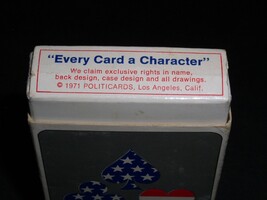 "Every Card a Character"
We claim exclusive rights in name,
back design, case design and all drawings.
© 1971 POLITICARDS, Los Angeles, Calif.